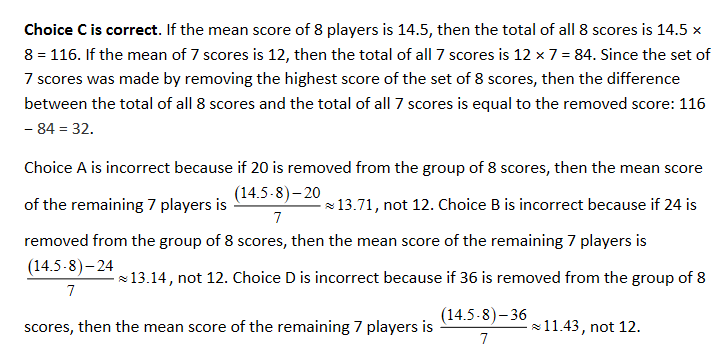 Choice C is correct. If the mean score of 8 players is 14.5, then the total of all 8 scores is 14.5 ×
8 = 116. If the mean of 7 scores is 12, then the total of all 7 scores is 12 × 7 = 84. Since the set of
7 scores was made by removing the highest score of the set of 8 scores, then the difference
between the total of all 8 scores and the total of all 7 scores is equal to the removed score: 116
− 84 = 32.
Choice A is incorrect because if 20 is removed from the group of 8 scores, then the mean score
of the remaining 7 players is (14.5·8)−20 / 7 ≈ 13.71, not 12. Choice B is incorrect because if 24 is
removed from the group of 8 scores, then the mean score of the remaining 7 players is
(14.5·8)−24 / 7 ≈ 13.14, not 12. Choice D is incorrect because if 36 is removed from the group of 8
scores, then the mean score of the remaining 7 players is (14.5·8)−36 / 7 ≈ 11.43, not 12.